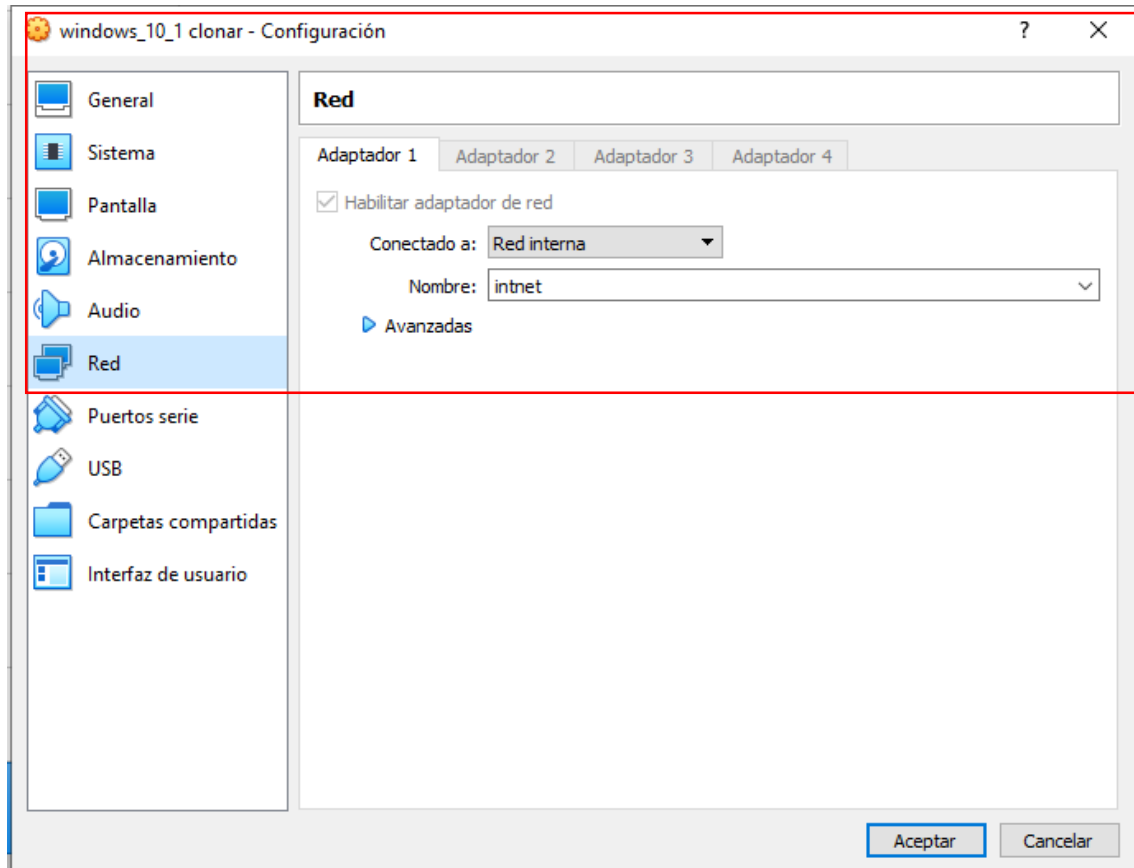 windows_10_1 clonar - Configuración ?
General
Sistema
Pantalla
Almacenamiento
Audio
Red
Puertos serie
USB
Carpetas compartidas
Interfaz de usuario
Red
Adaptador 1 Adaptador 2 Adaptador 3 Adaptador 4
Habilitar adaptador de red
Conectado a: Red interna
Nombre: intnet
Avanzadas
Aceptar Cancelar